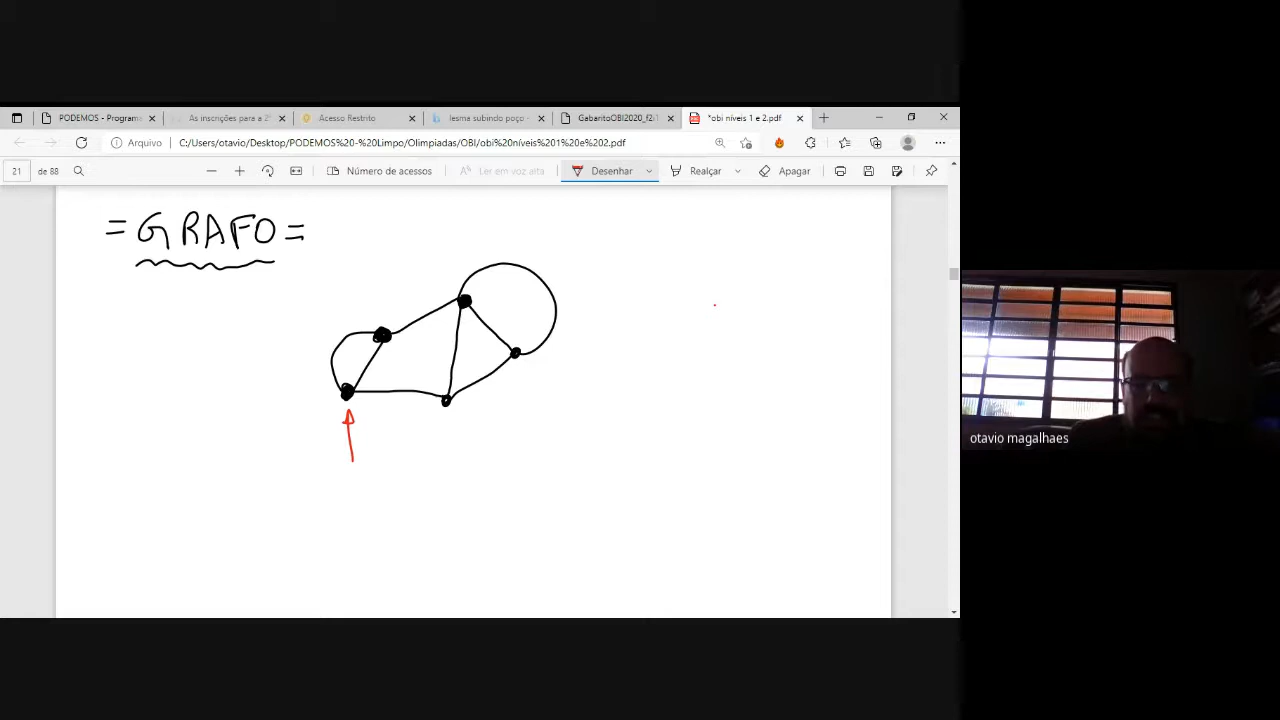 PODEMOS - Programa
As inscrições para a 2ª
Acesso Restrito
lesma subindo poço -
GabaritoOBI2020_f2i1
*obi níveis 1 e 2.pdf
Arquivo
C:/Users/otavio/Desktop/PODEMOS%20-%20Limpo/Olimpiadas/OBI/obi%20níveis%201%20e%202.pdf
21 de 88
Número de acessos
Ler em voz alta
Desenhar
Realçar
Apagar
= GRAFO =
otavio magalhaes